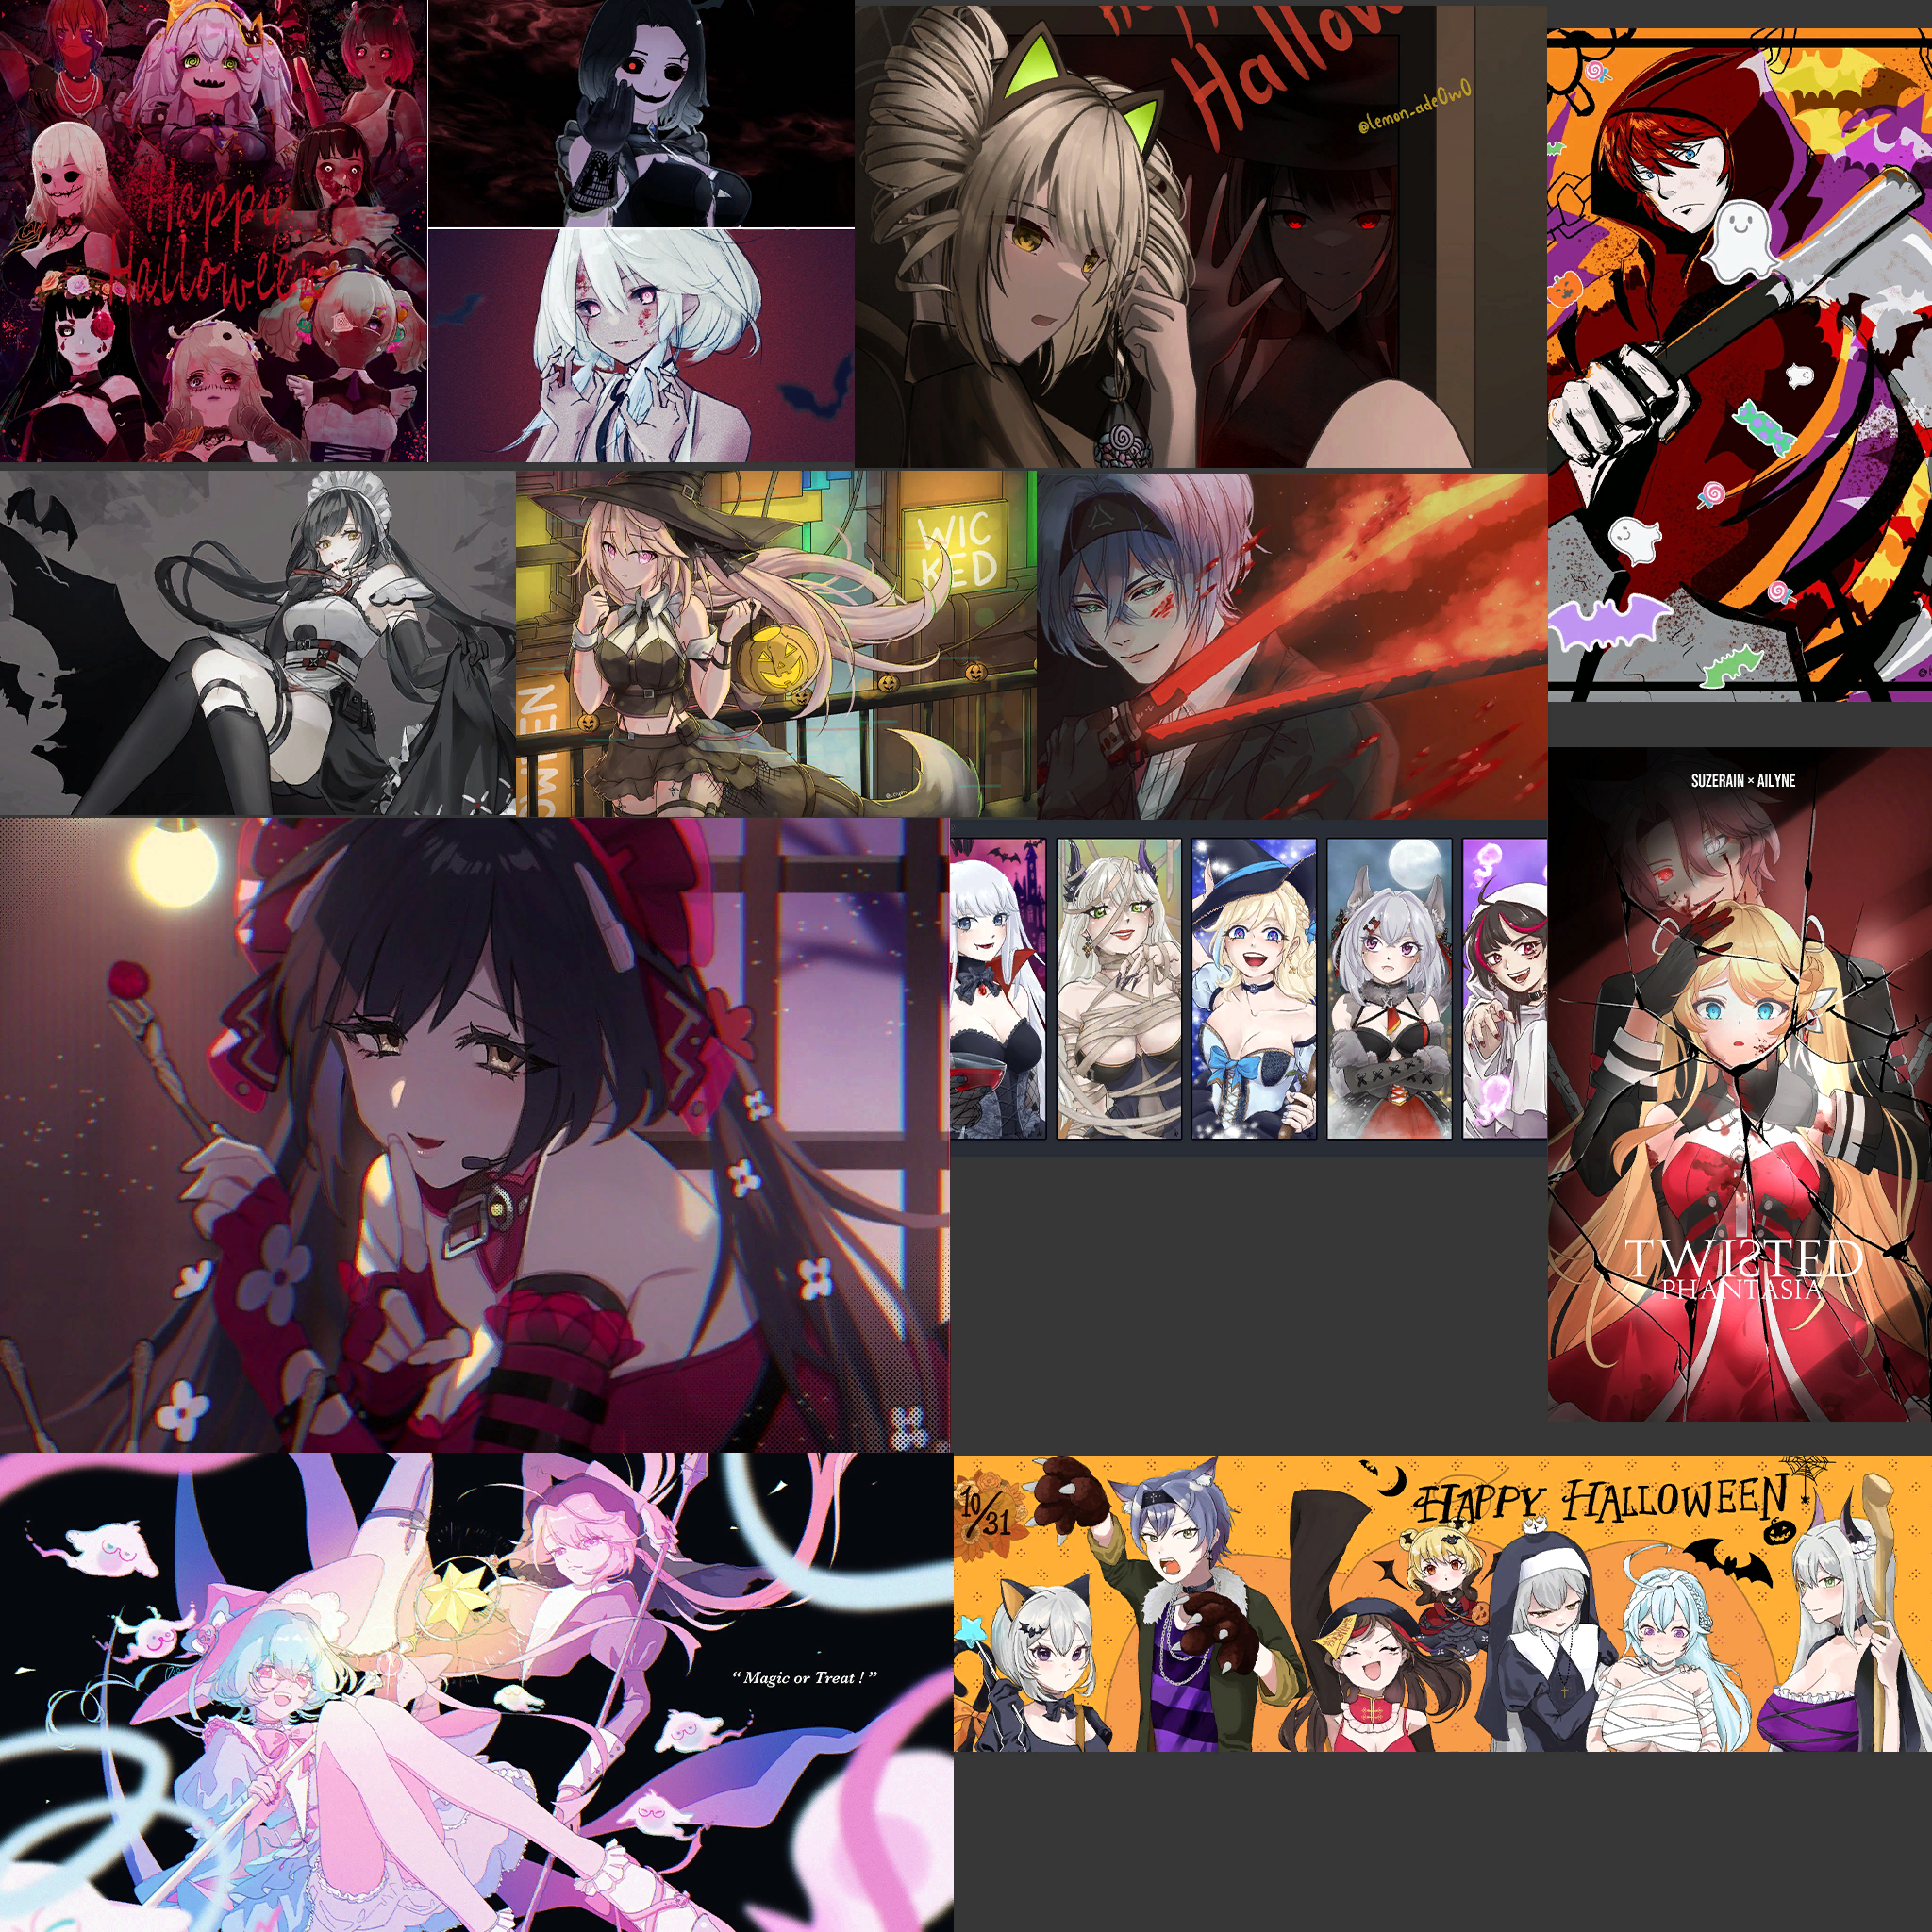 Happy
Halloween
Hallow
@lemon_ade0w0
WIC
KED
SUZERAIN × AILYNE
TWISTED
PHANTASIA
“ Magic or Treat ! ”
10/31
HAPPY HALLOWEEN